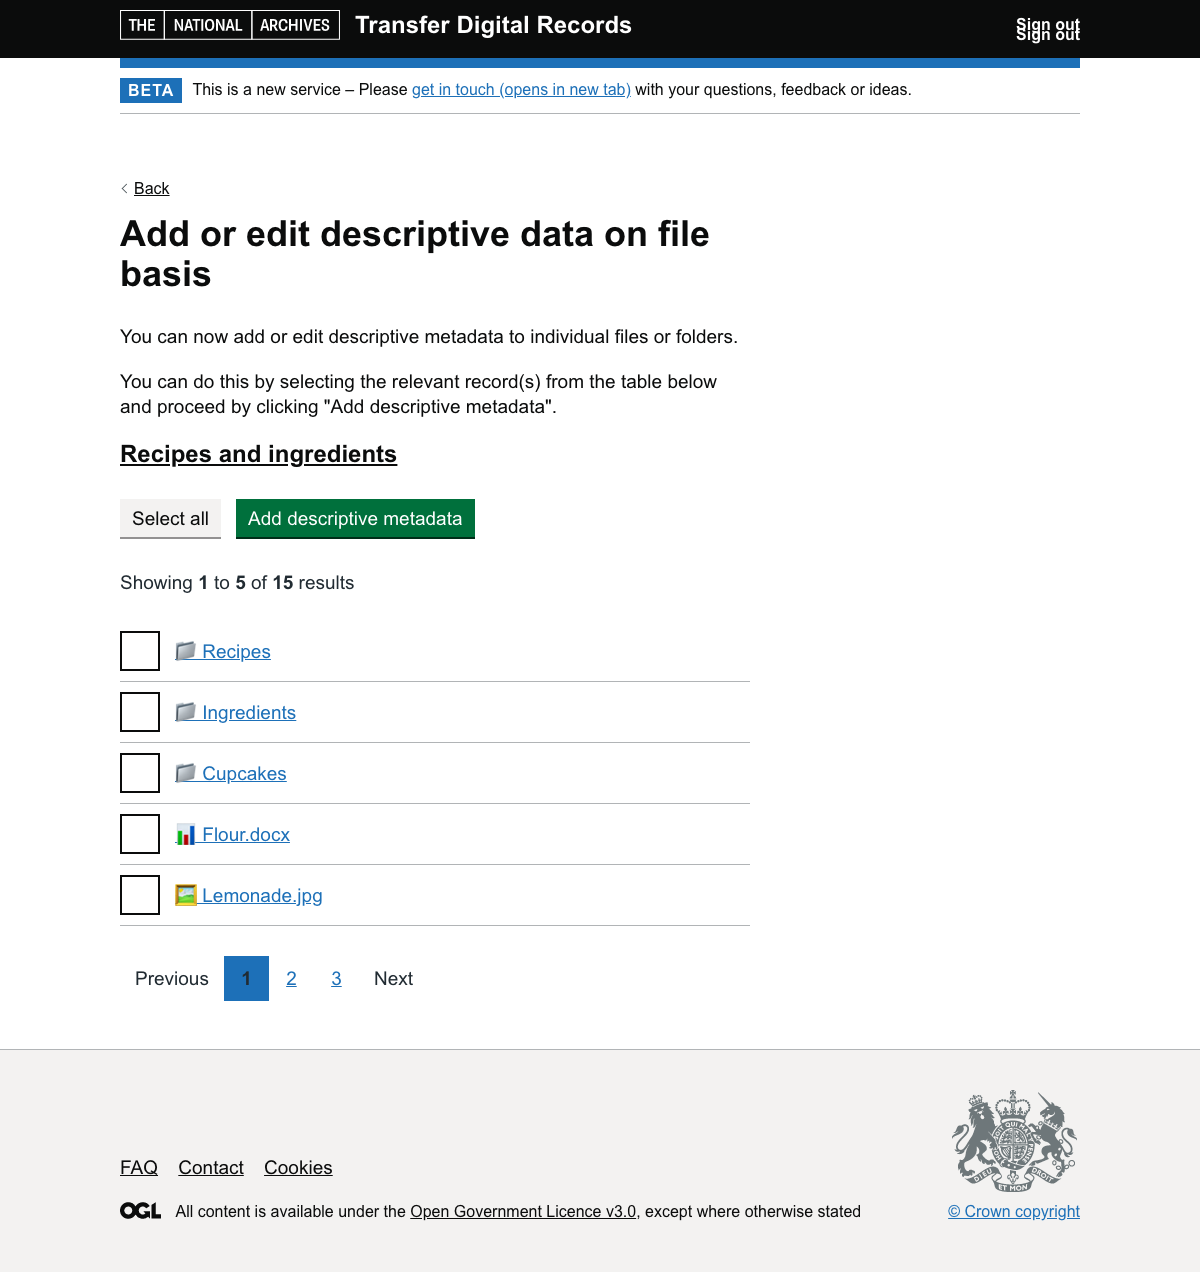 THE NATIONAL ARCHIVES Transfer Digital Records Sign out
Sign out
BETA This is a new service – Please get in touch (opens in new tab) with your questions, feedback or ideas.
Back
Add or edit descriptive data on file
basis
You can now add or edit descriptive metadata to individual files or folders.
You can do this by selecting the relevant record(s) from the table below
and proceed by clicking "Add descriptive metadata".
Recipes and ingredients
Select all Add descriptive metadata
Showing 1 to 5 of 15 results
Recipes
Ingredients
Cupcakes
Flour.docx
Lemonade.jpg
Previous 1 2 3 Next
DIEU ET MON DROIT
FAQ Contact Cookies
OGL All content is available under the Open Government Licence v3.0, except where otherwise stated
© Crown copyright